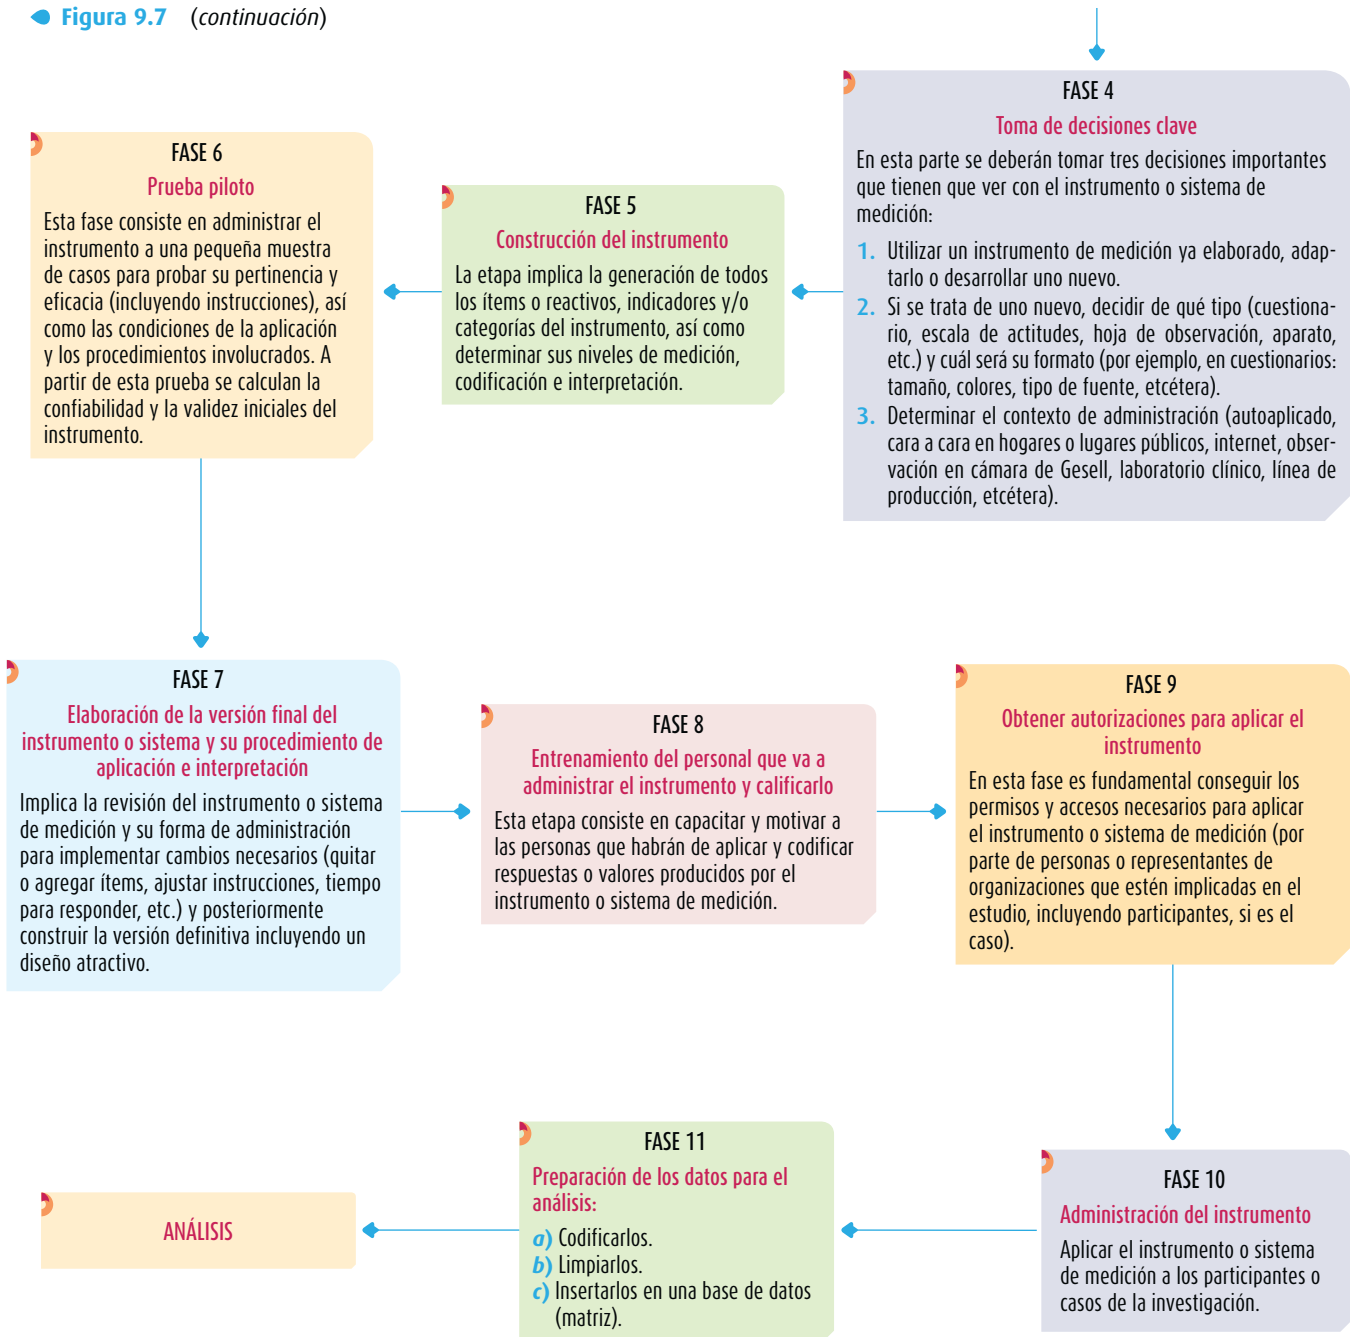 Figura 9.7 (continuación)
FASE 4
Toma de decisiones clave
En esta parte se deberán tomar tres decisiones importantes
que tienen que ver con el instrumento o sistema de
medición:
1. Utilizar un instrumento de medición ya elaborado, adap-
tarlo o desarrollar uno nuevo.
2. Si se trata de uno nuevo, decidir de qué tipo (cuestiona-
rio, escala de actitudes, hoja de observación, aparato,
etc.) y cuál será su formato (por ejemplo, en cuestionarios:
tamaño, colores, tipo de fuente, etcétera).
3. Determinar el contexto de administración (autoaplicado,
cara a cara en hogares o lugares públicos, internet, obser-
vación en cámara de Gesell, laboratorio clínico, línea de
producción, etcétera).
FASE 5
Construcción del instrumento
La etapa implica la generación de todos
los ítems o reactivos, indicadores y/o
categorías del instrumento, así como
determinar sus niveles de medición,
codificación e interpretación.
FASE 6
Prueba piloto
Esta fase consiste en administrar el
instrumento a una pequeña muestra
de casos para probar su pertinencia y
eficacia (incluyendo instrucciones), así
como las condiciones de la aplicación
y los procedimientos involucrados. A
partir de esta prueba se calculan la
confiabilidad y la validez iniciales del
instrumento.
FASE 7
Elaboración de la versión final del
instrumento o sistema y su procedimiento de
aplicación e interpretación
Implica la revisión del instrumento o sistema
de medición y su forma de administración
para implementar cambios necesarios (quitar
o agregar ítems, ajustar instrucciones, tiempo
para responder, etc.) y posteriormente
construir la versión definitiva incluyendo un
diseño atractivo.
FASE 8
Entrenamiento del personal que va a
administrar el instrumento y calificarlo
Esta etapa consiste en capacitar y motivar a
las personas que habrán de aplicar y codificar
respuestas o valores producidos por el
instrumento o sistema de medición.
FASE 9
Obtener autorizaciones para aplicar el
instrumento
En esta fase es fundamental conseguir los
permisos y accesos necesarios para aplicar
el instrumento o sistema de medición (por
parte de personas o representantes de
organizaciones que estén implicadas en el
estudio, incluyendo participantes, si es el
caso).
FASE 10
Administración del instrumento
Aplicar el instrumento o sistema
de medición a los participantes o
casos de la investigación.
FASE 11
Preparación de los datos para el
análisis:
a) Codificarlos.
b) Limpiarlos.
c) Insertarlos en una base de datos
(matriz).
ANÁLISIS